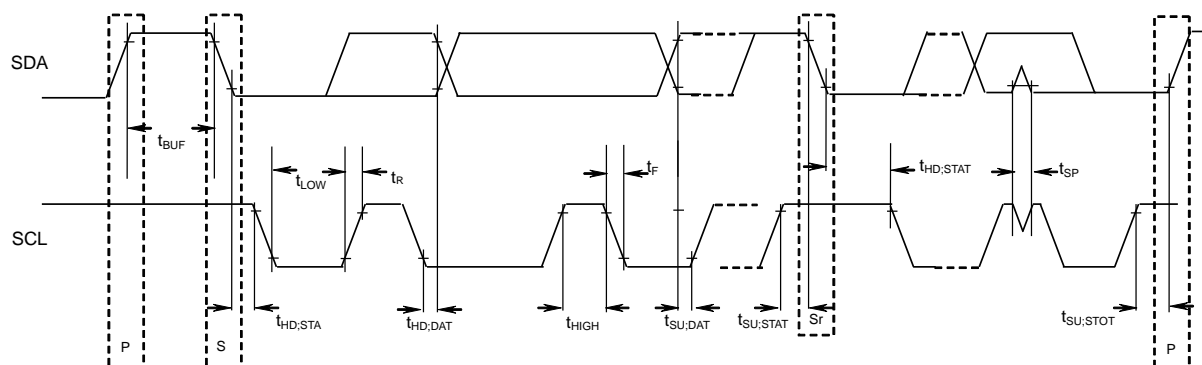 SDA
tBUF
tLOW
tR
tF
tHD;STAT
tSP
SCL
tHD;STA
tHD;DAT
tHIGH
tSU;DAT
tSU;STAT
Sr
tSU;STOT
P
S
P